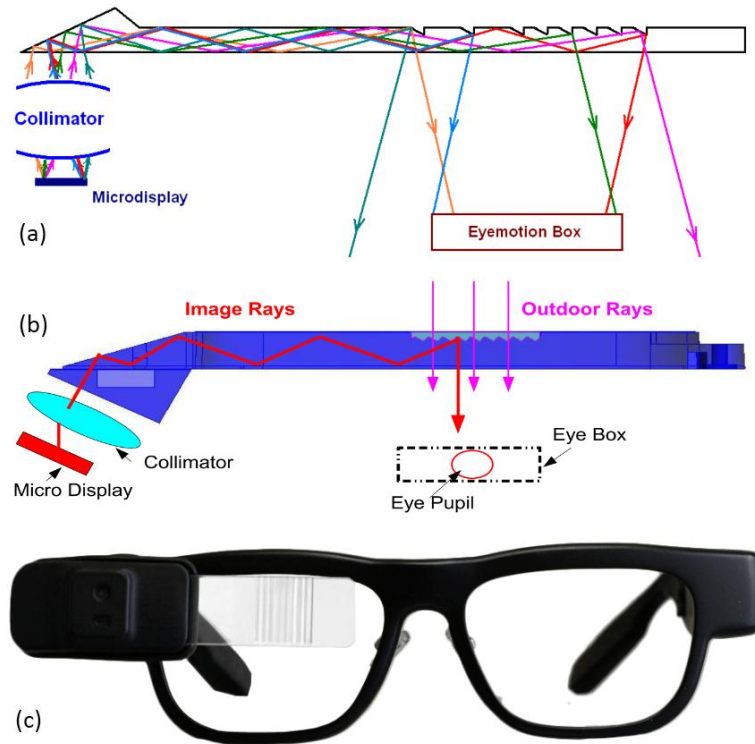 (a)
Collimator
Microdisplay
Eyemotion Box
(b)
Image Rays
Outdoor Rays
Collimator
Micro Display
Eye Box
Eye Pupil
(c)